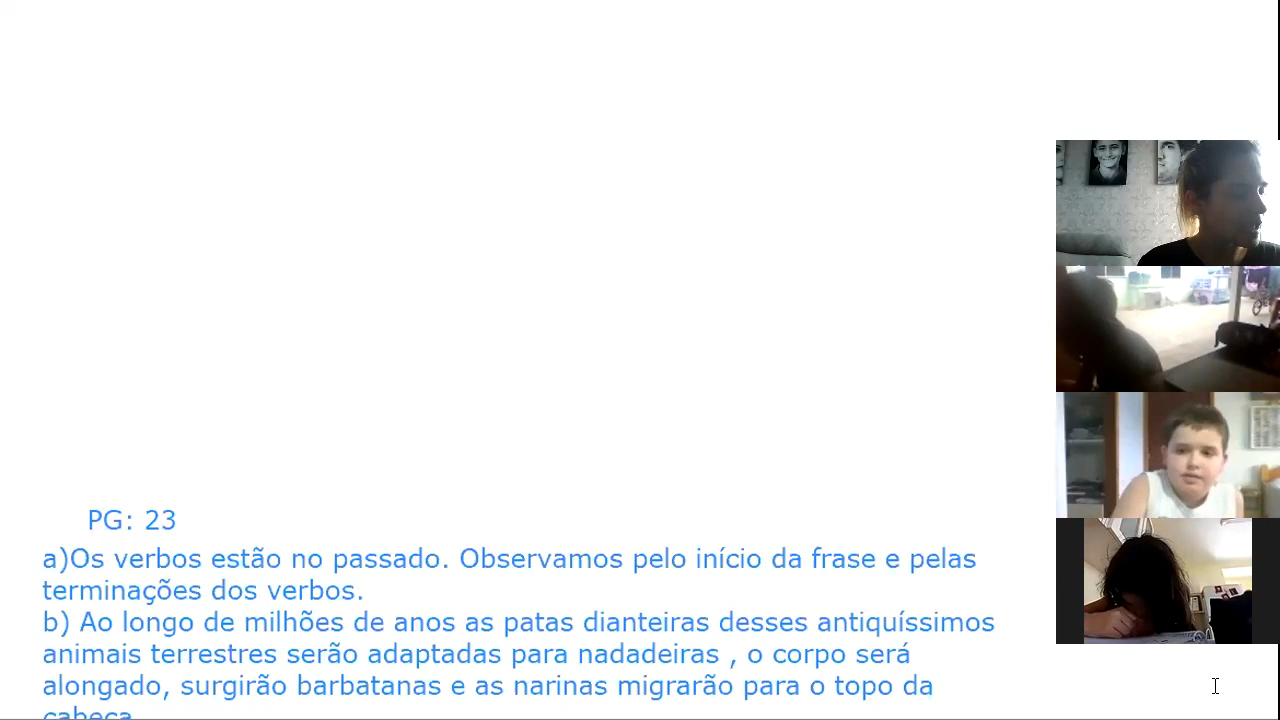 PG: 23
a)Os verbos estão no passado. Observamos pelo início da frase e pelas
terminações dos verbos.
b) Ao longo de milhões de anos as patas dianteiras desses antiquíssimos
animais terrestres serão adaptadas para nadadeiras , o corpo será
alongado, surgirão barbatanas e as narinas migrarão para o topo da
cabeça